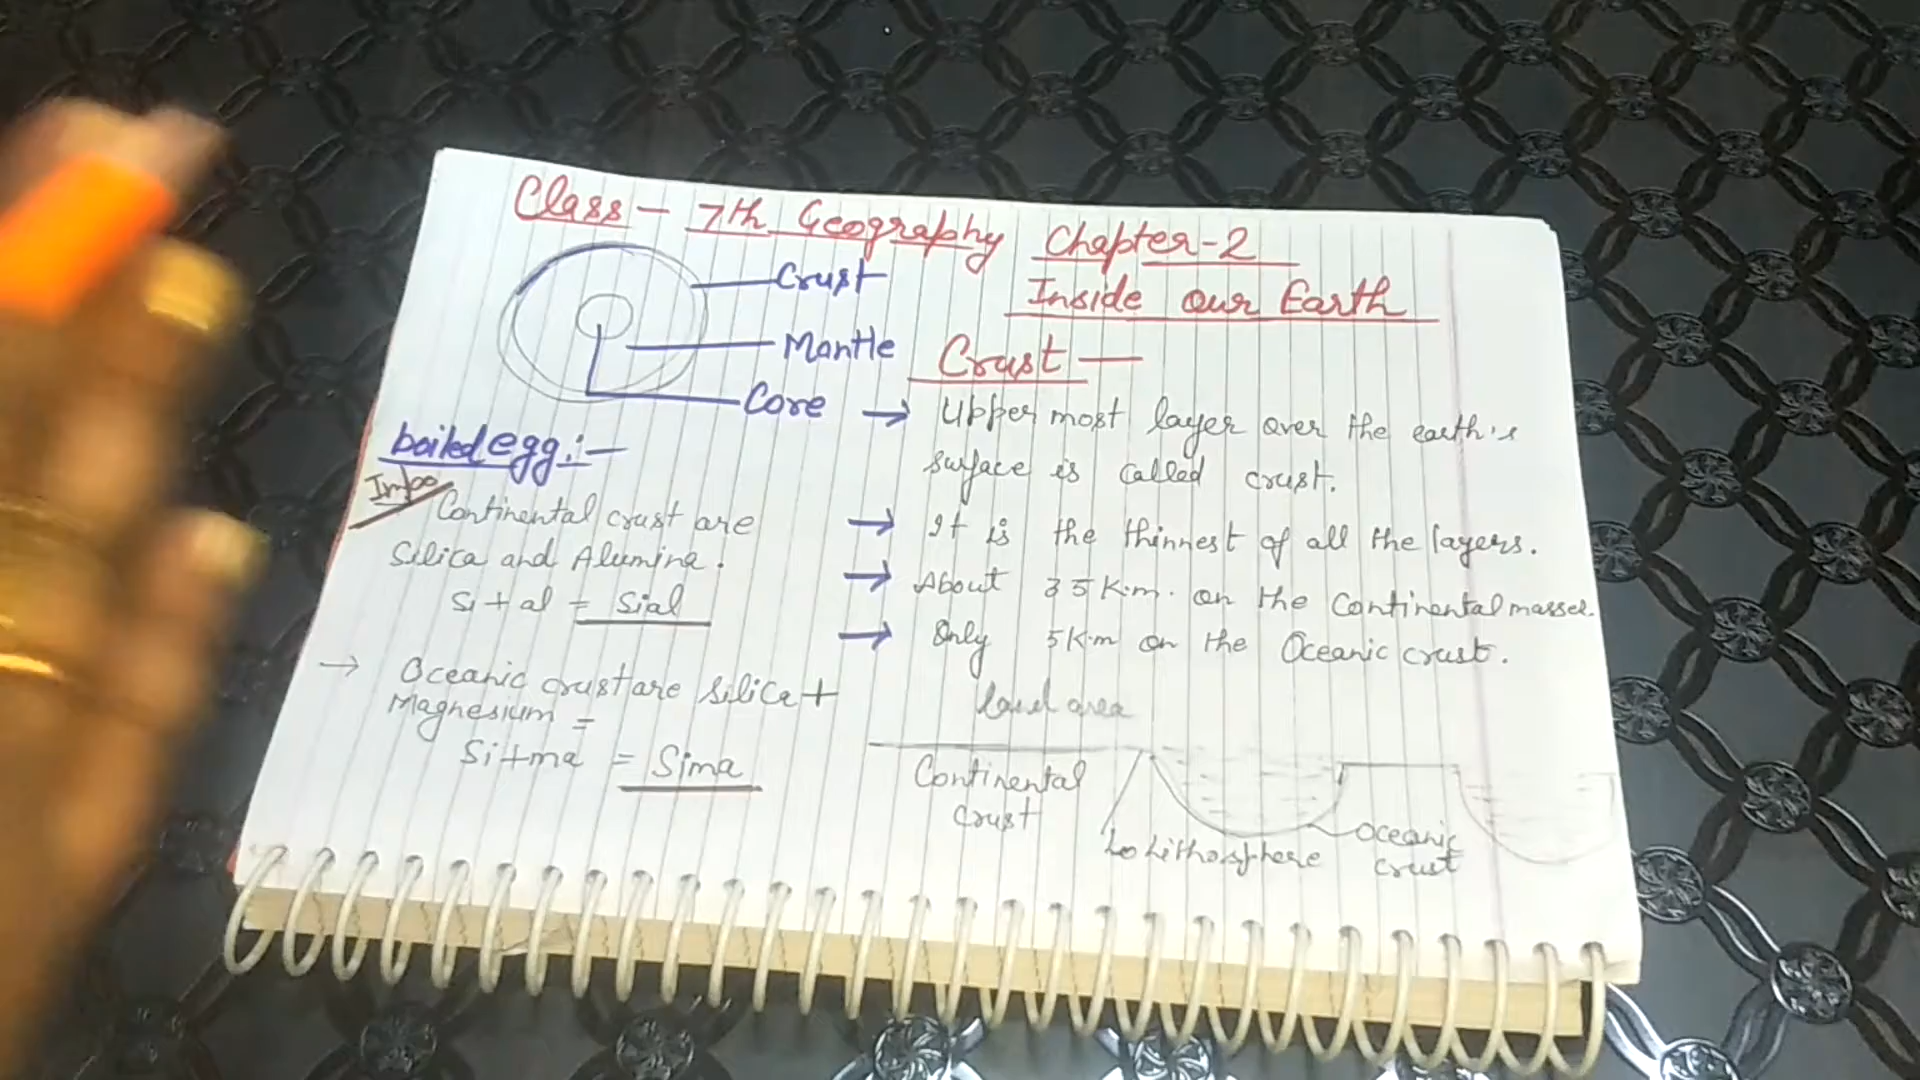 Class - 7th Geography Chapter-2
Inside our Earth
Crust
Mantle
Core
boiled egg:-
Impo
Continental crust are
Silica and Alumina.
Si + al = Sial
→ Oceanic crust are silica +
Magnesium =
Si+ma = Sima
Crust —
→ Upper most layer over the earth's
surface is called crust.
→ It is the thinnest of all the layers.
→ About 35 K.m. on the Continental masses.
→ Only 5 K.m on the Oceanic crust.
land area
Continental
crust
Lithosphere
Oceanic
crust